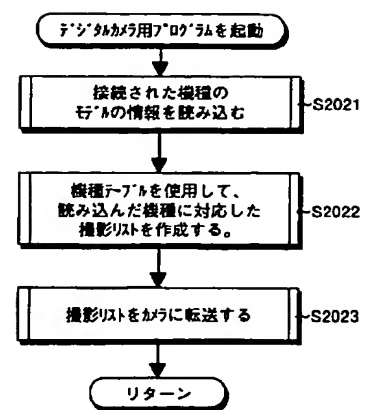 デジタルカメラ用プログラムを起動
接続された機種の
モデルの情報を読み込む
S2021
機種テーブルを使用して、
読み込んだ機種に対応した
撮影リストを作成する。
S2022
撮影リストをカメラに転送する
S2023
リターン